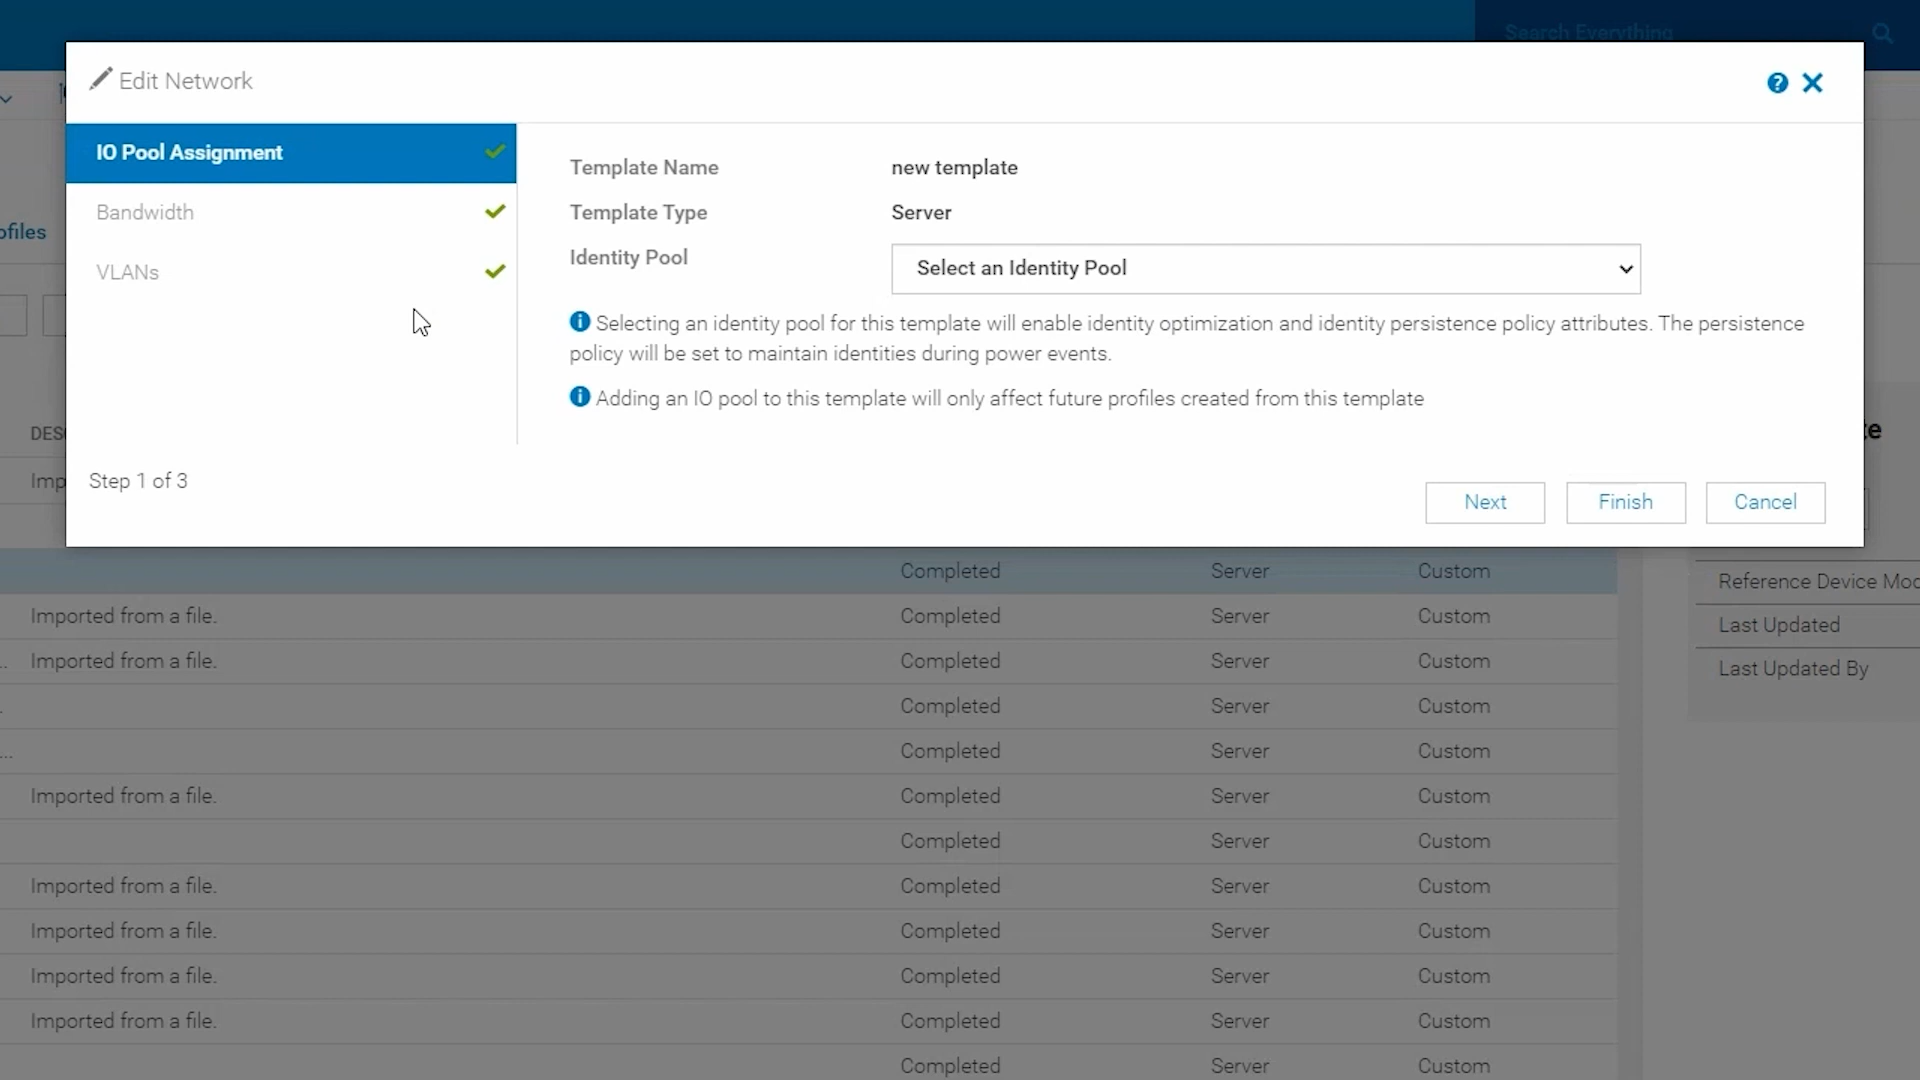 Search Everything
Edit Network
IO Pool Assignment
Bandwidth
VLANs
Template Name new template
Template Type Server
Identity Pool Select an Identity Pool
Selecting an identity pool for this template will enable identity optimization and identity persistence policy attributes. The persistence
policy will be set to maintain identities during power events.
Adding an IO pool to this template will only affect future profiles created from this template
Step 1 of 3
Next Finish Cancel
ofiles
DES
Imp
te
Completed Server Custom
Imported from a file. Completed Server Custom
.. Imported from a file. Completed Server Custom
. Completed Server Custom
... Completed Server Custom
Imported from a file. Completed Server Custom
Completed Server Custom
Imported from a file. Completed Server Custom
Imported from a file. Completed Server Custom
Imported from a file. Completed Server Custom
Imported from a file. Completed Server Custom
Completed Server Custom
Reference Device Mod
Last Updated
Last Updated By